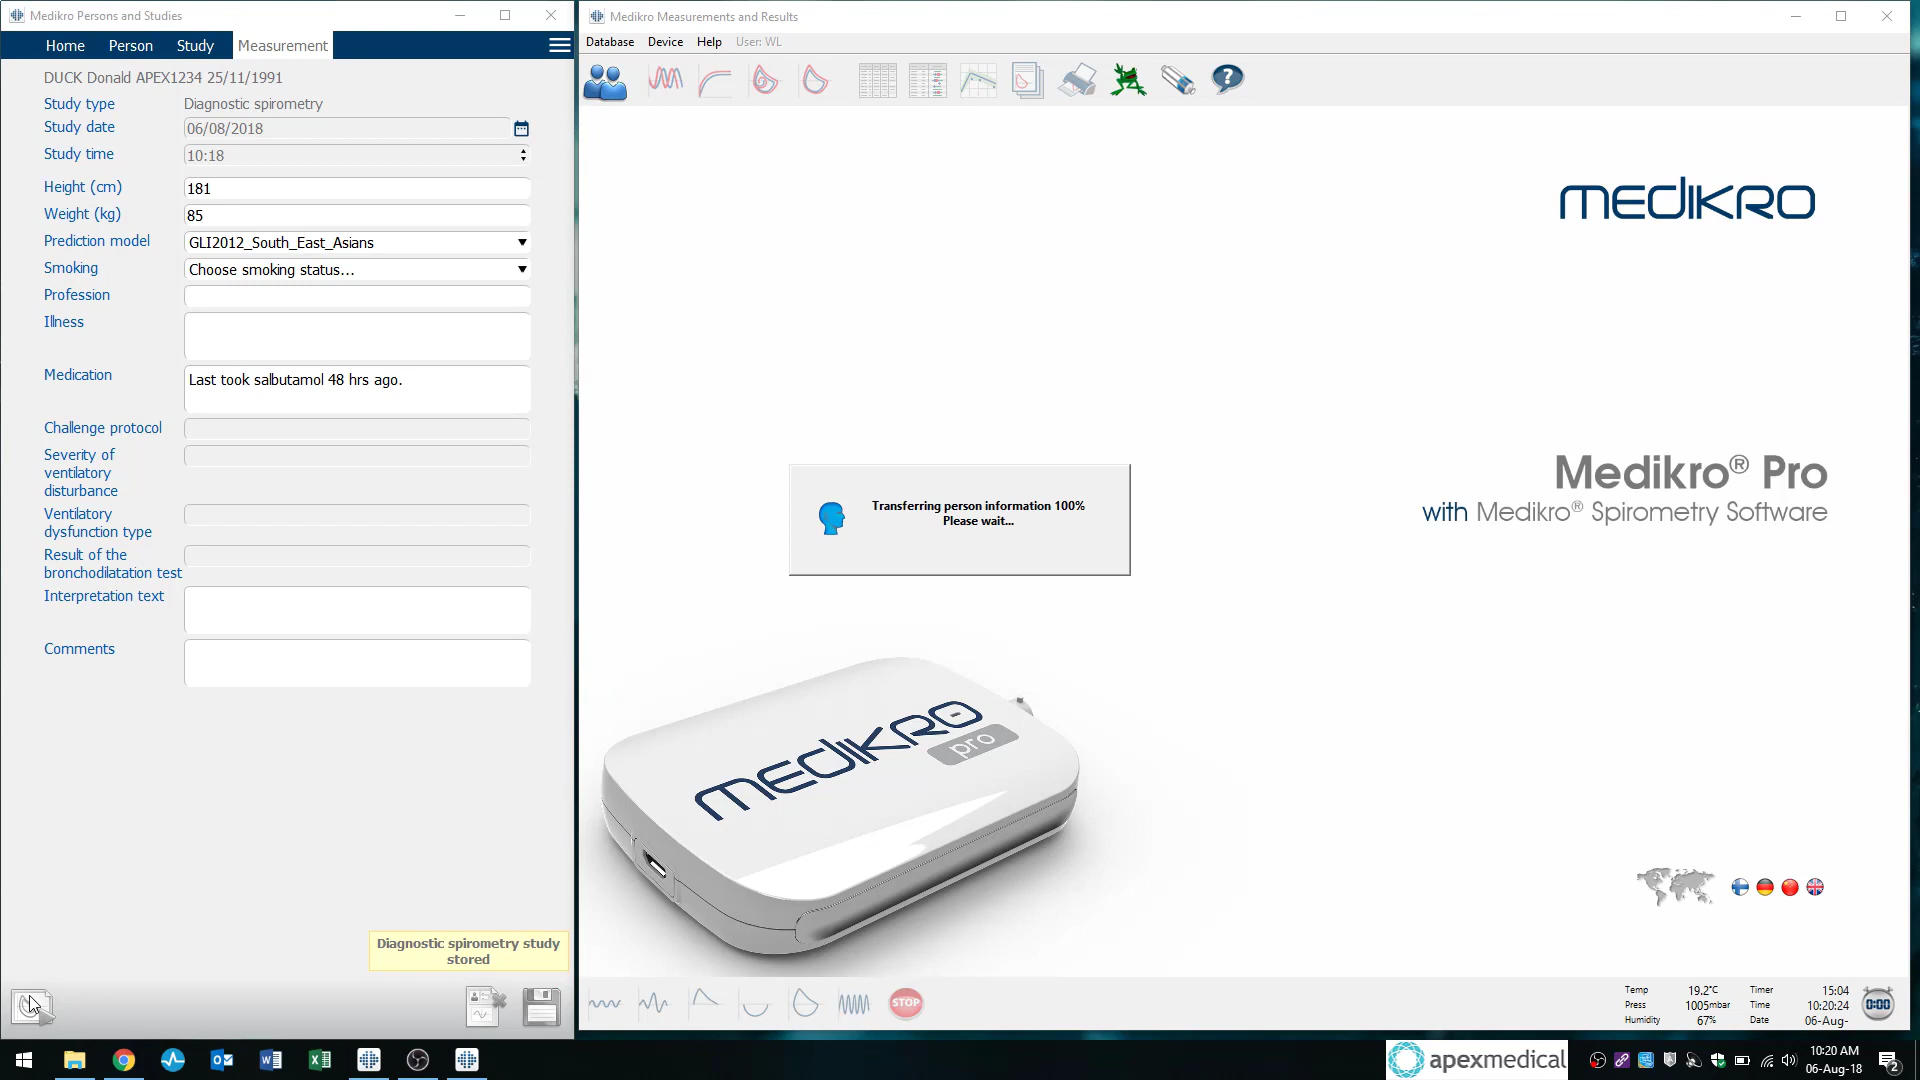 Medikro Persons and Studies
Home Person Study Measurement
DUCK Donald APEX1234 25/11/1991
Study type Diagnostic spirometry
Study date 06/08/2018
Study time 10:18
Height (cm) 181
Weight (kg) 85
Prediction model GLI2012_South_East_Asians
Smoking Choose smoking status...
Profession
Illness
Medication Last took salbutamol 48 hrs ago.
Challenge protocol
Severity of
ventilatory
disturbance
Ventilatory
dysfunction type
Result of the
bronchodilatation test
Interpretation text
Comments
Diagnostic spirometry study
stored
Medikro Measurements and Results
Database Device Help User: WL
MEDIKRO
Transferring person information 100%
Please wait...
Medikro® Pro
with Medikro® Spirometry Software
MEDIKRO
pro
STOP
Temp 19.2°C Timer 15:04
Press 1005mbar Time 10:20:24
Humidity 67% Date 06-Aug-
0:00
apexmedical
10:20 AM
06-Aug-18
2